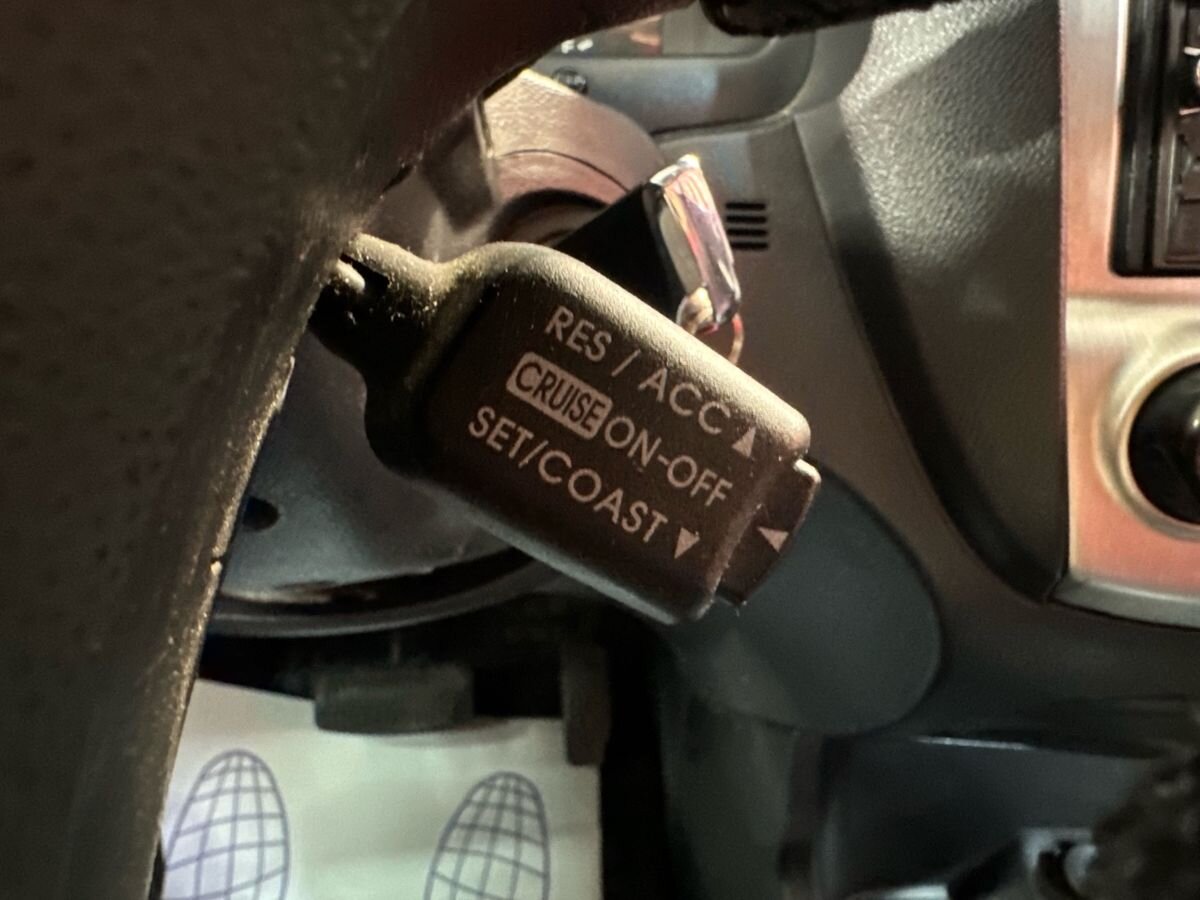 RES / ACC ▲
CRUISE ON-OFF
SET/COAST ▼